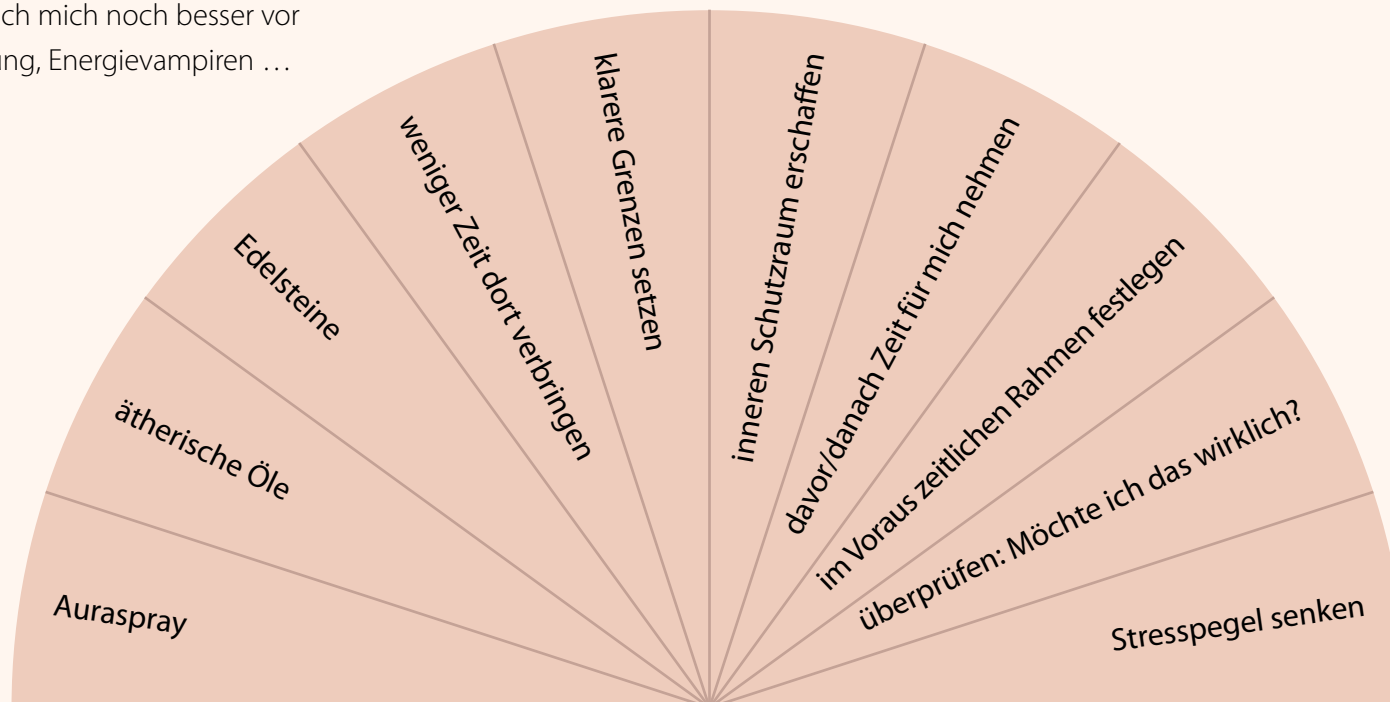 ch mich noch besser vor
ung, Energievampiren …
Auraspray
ätherische Öle
Edelsteine
weniger Zeit dort verbringen
klarere Grenzen setzen
inneren Schutzraum erschaffen
davor/danach Zeit für mich nehmen
im Voraus zeitlichen Rahmen festlegen
überprüfen: Möchte ich das wirklich?
Stresspegel senken